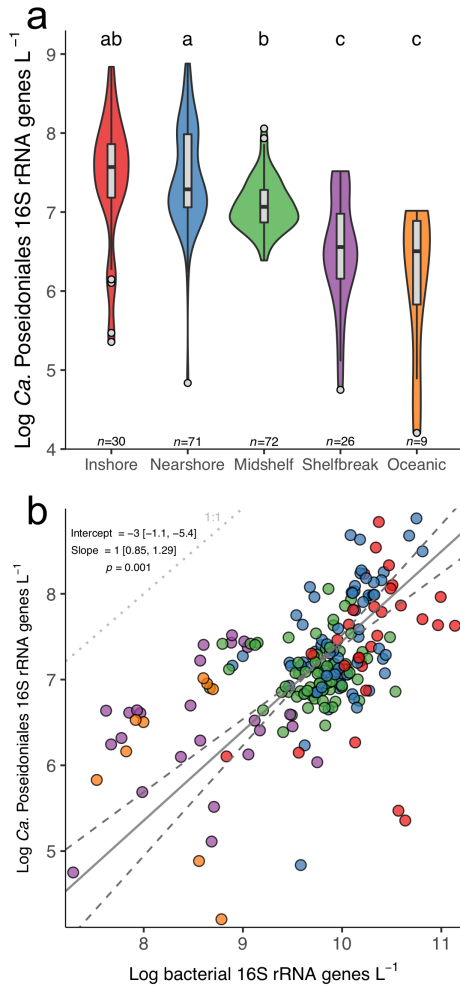 a
Log Ca. Poseidoniales 16S rRNA genes L⁻¹
ab a b c c
9
8
7
6
5
4
n=30 n=71 n=72 n=26 n=9
Inshore Nearshore Midshelf Shelfbreak Oceanic
b
Log Ca. Poseidoniales 16S rRNA genes L⁻¹
1:1
Intercept = −3 [−1.1, −5.4]
Slope = 1 [0.85, 1.29]
p = 0.001
8
7
6
5
8 9 10 11
Log bacterial 16S rRNA genes L⁻¹